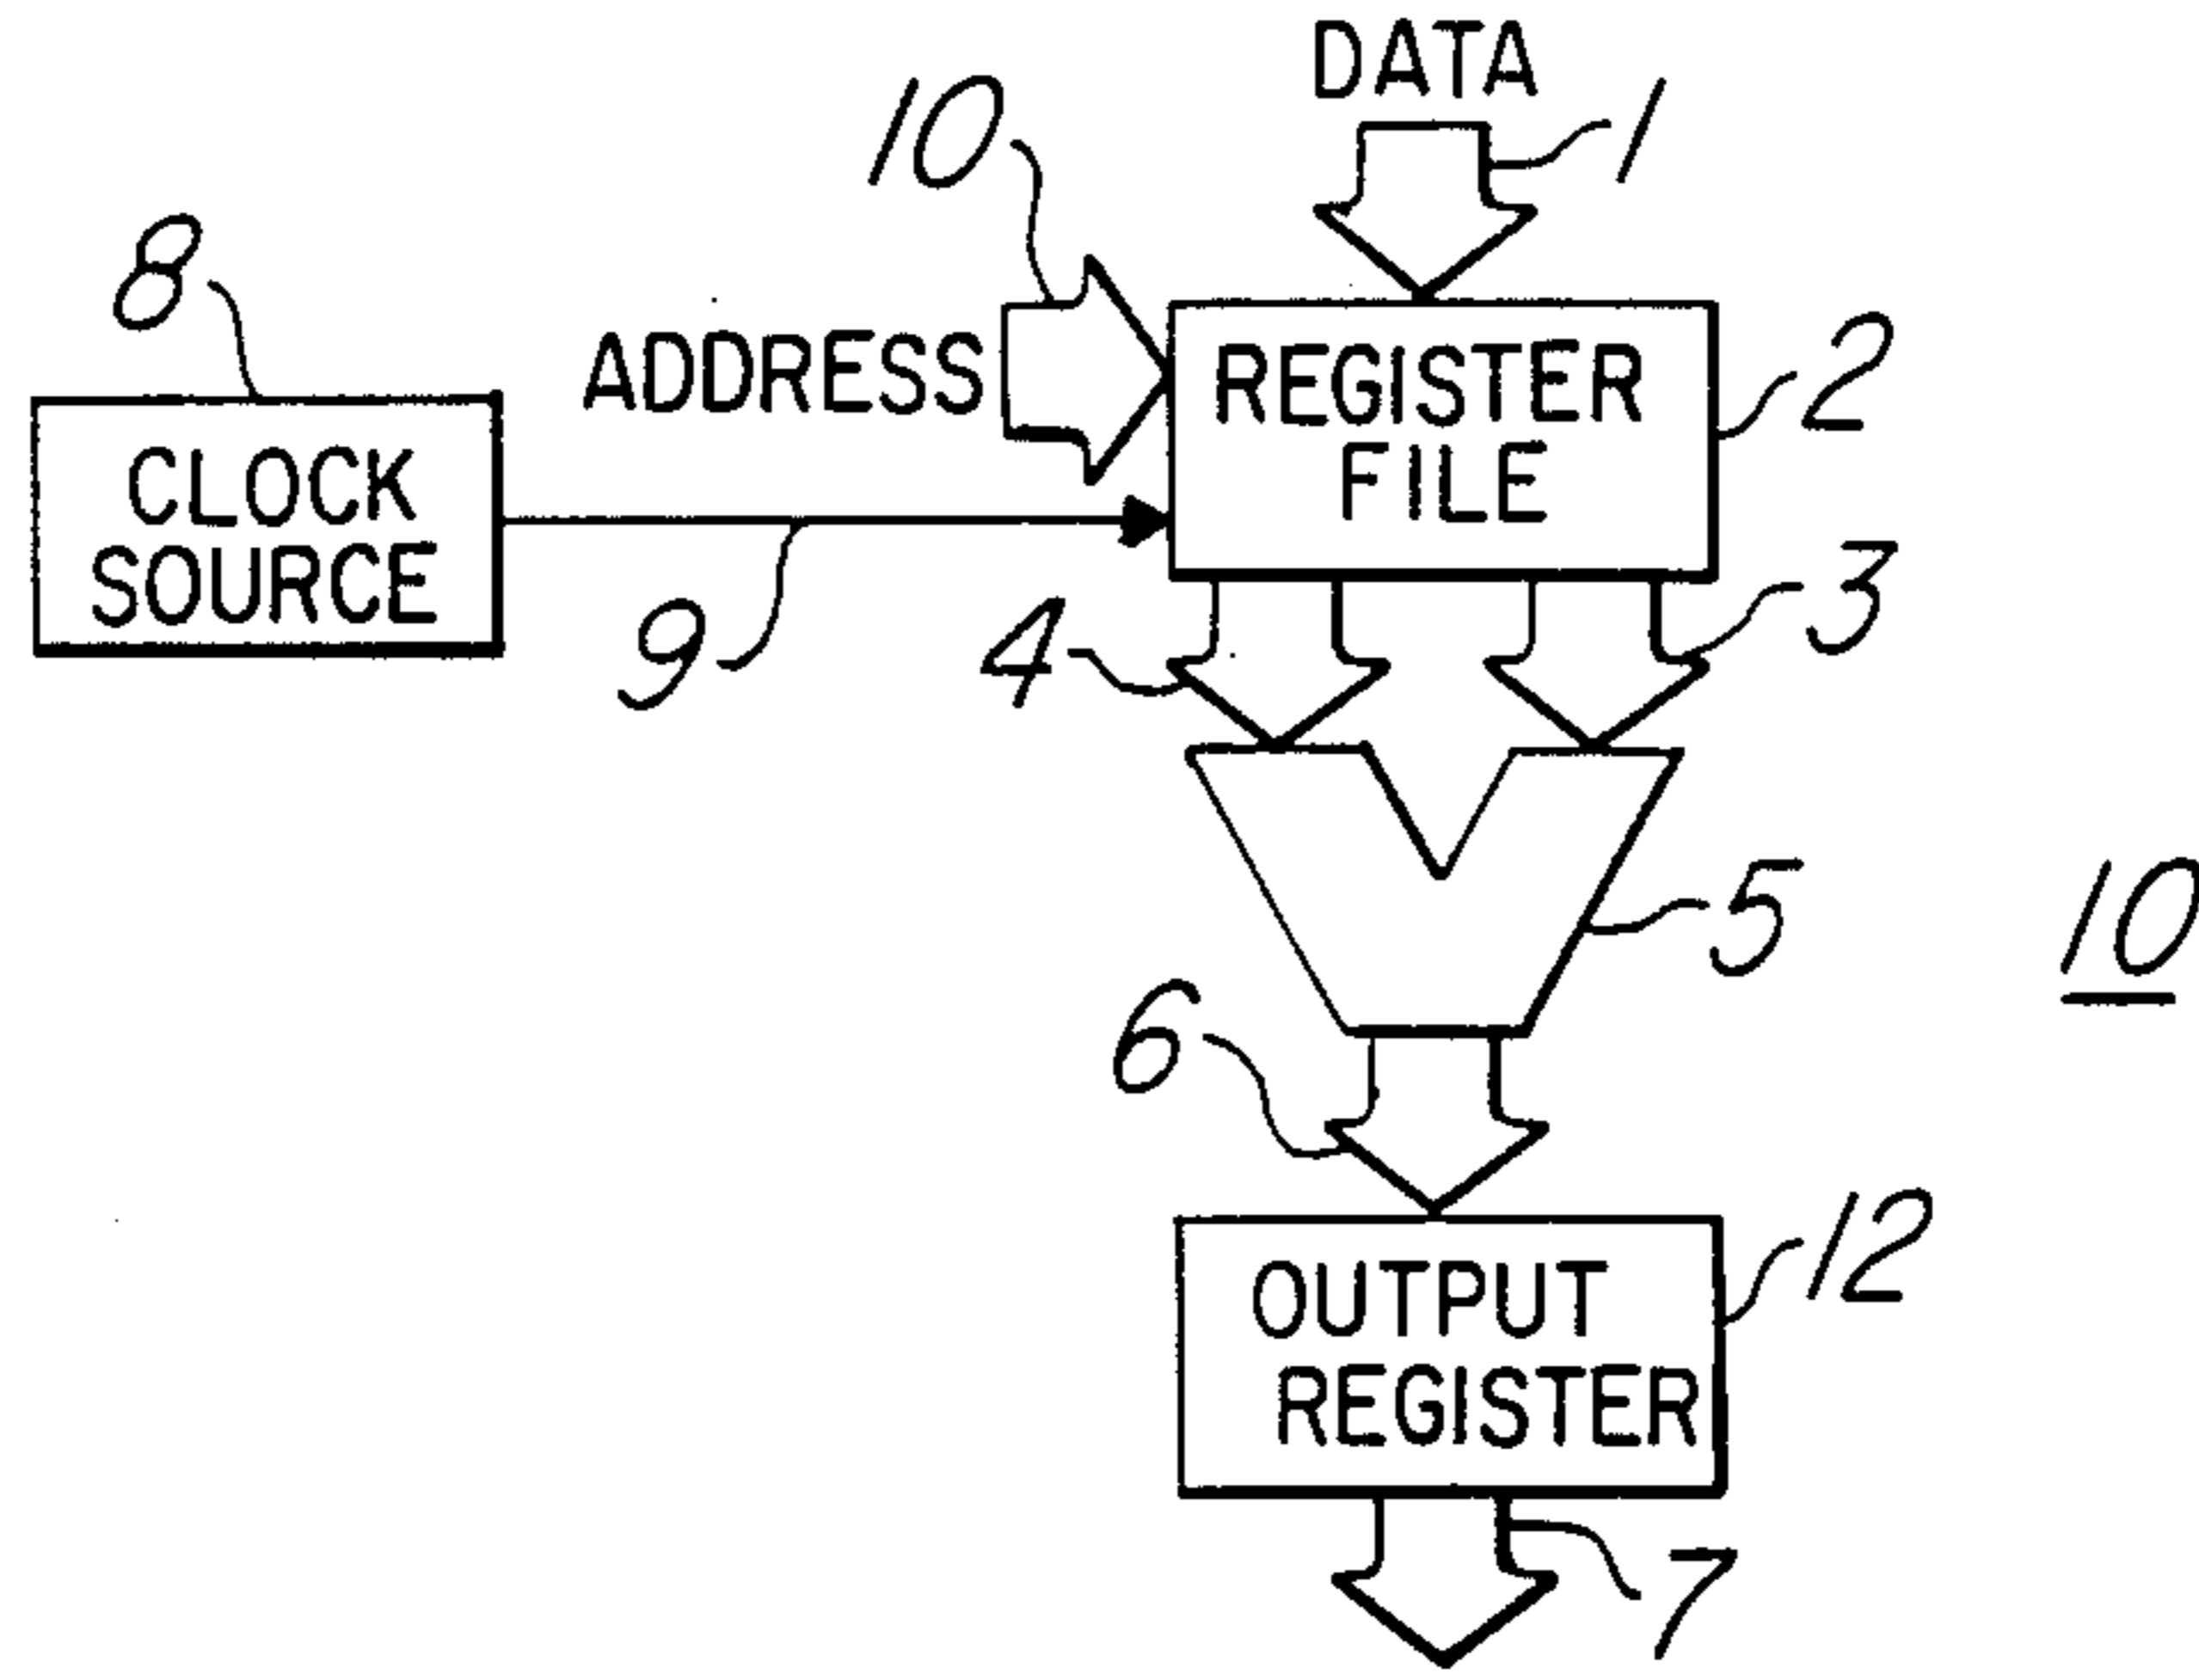 DATA
1
10
8
ADDRESS
REGISTER
FILE
2
CLOCK
SOURCE
9
4
3
5
10
6
OUTPUT
REGISTER
12
7